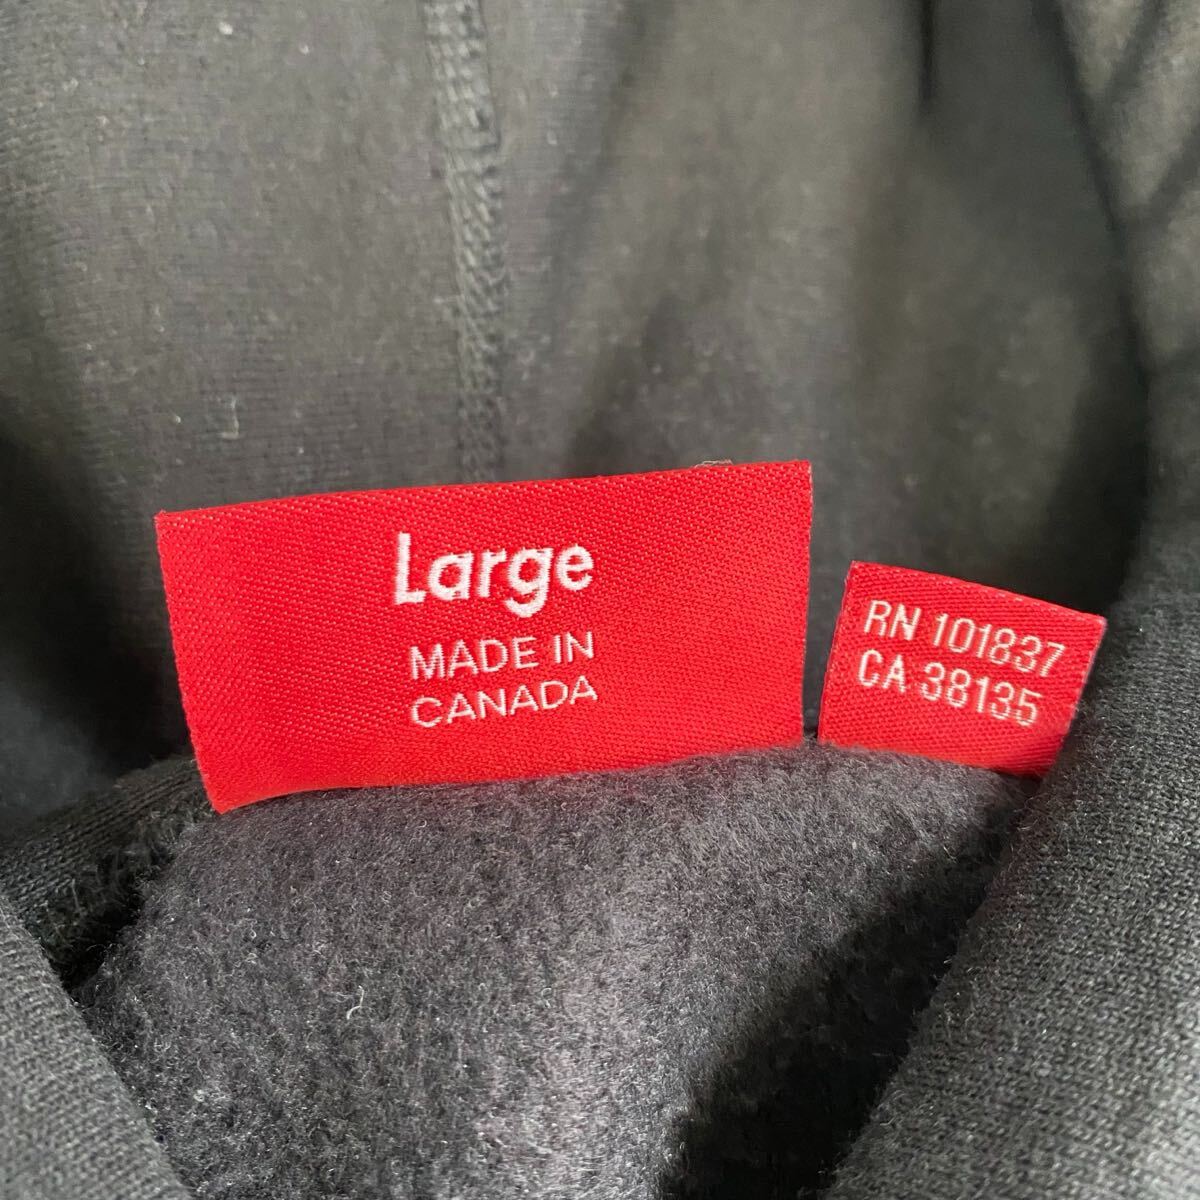 Large
MADE IN
CANADA
RN 101837
CA 38135